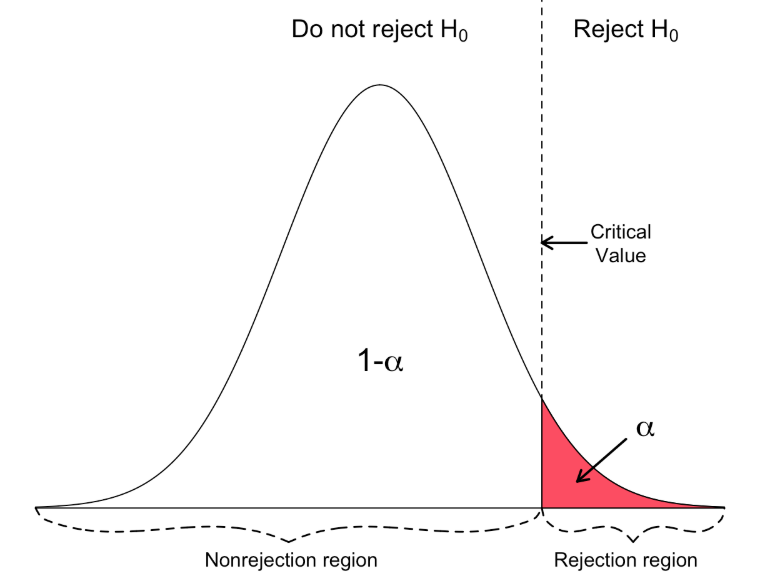 Do not reject H₀
Reject H₀
Critical
Value
1-α
α
Nonrejection region
Rejection region